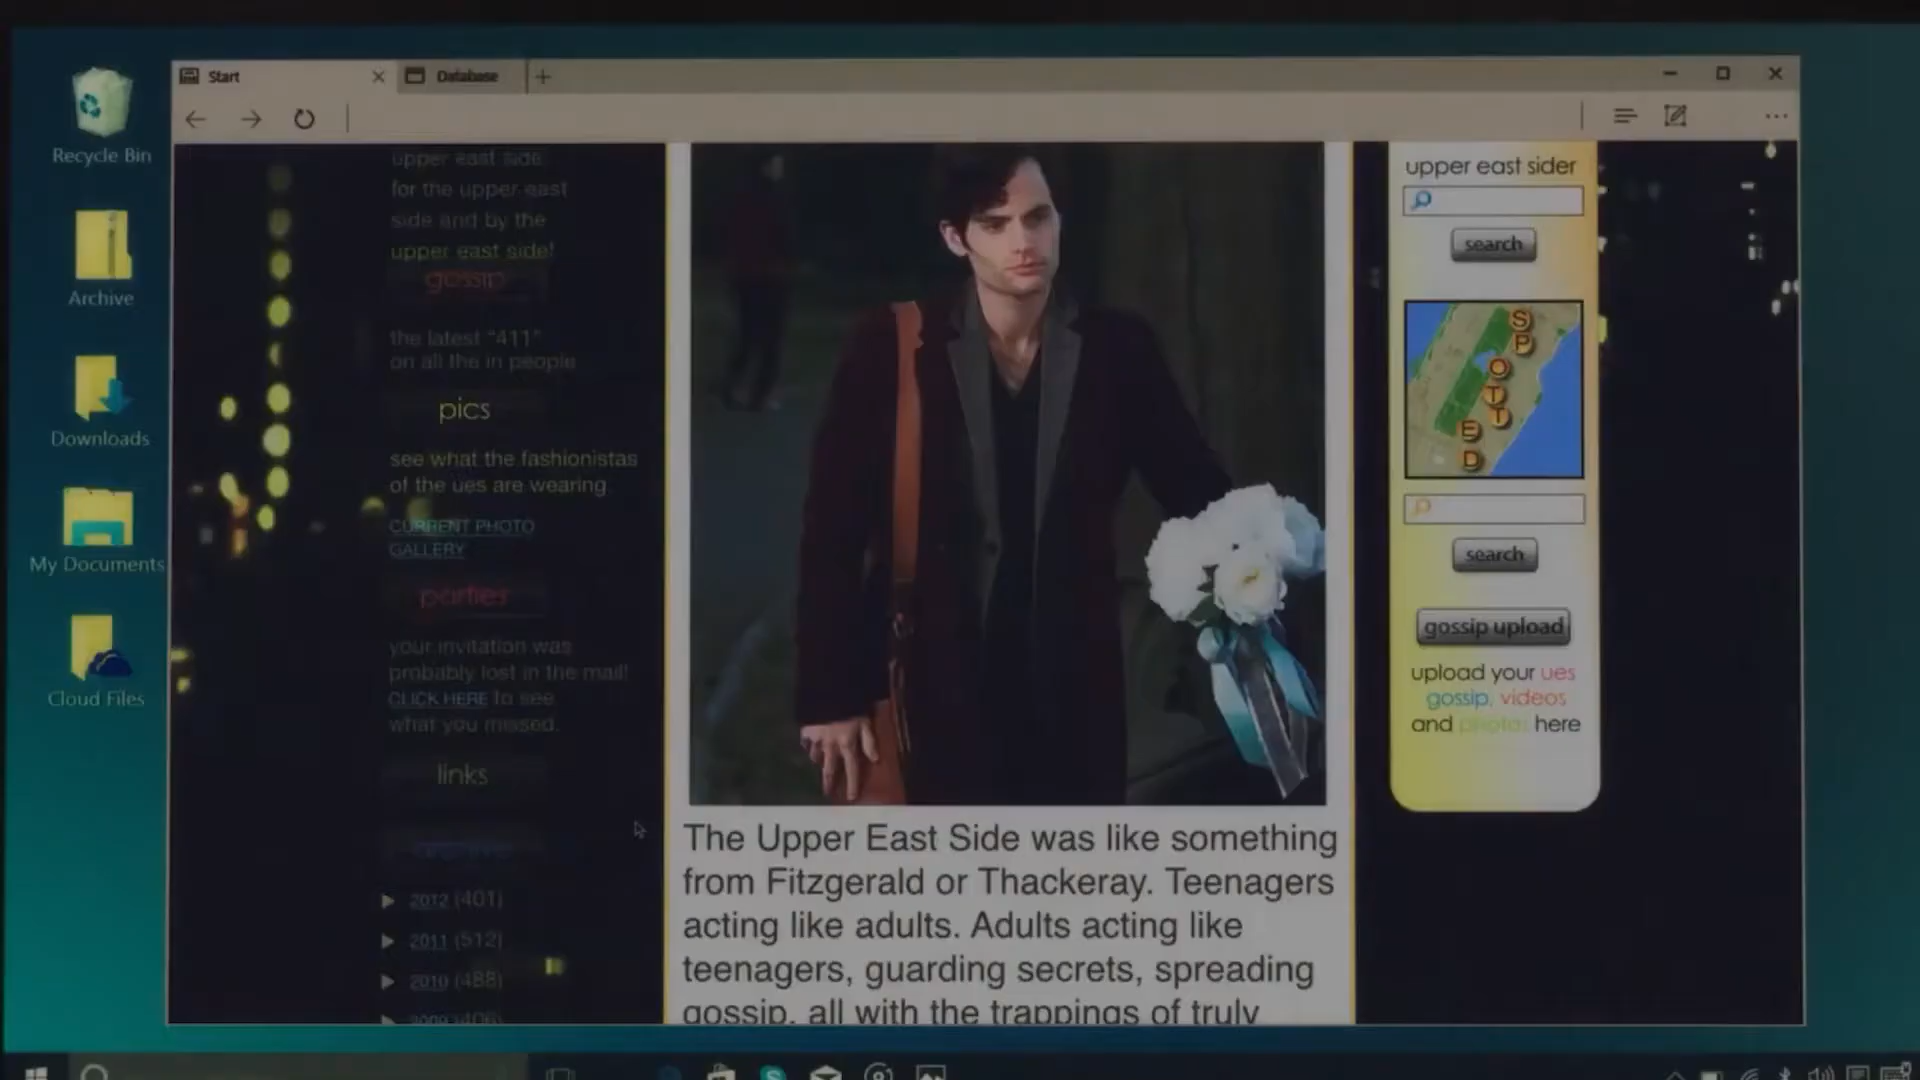 Start
Database
Recycle Bin
Archive
Downloads
My Documents
Cloud Files
upper east side
for the upper east
side and by the
upper east side!
gossip
the latest "411"
on all the in people
pics
see what the fashionistas
of the ues are wearing
CURRENT PHOTO
GALLERY
parties
your invitation was
probably lost in the mail!
CLICK HERE to see
what you missed.
links
2012 (401)
2011 (512)
2010 (488)
The Upper East Side was like something
from Fitzgerald or Thackeray. Teenagers
acting like adults. Adults acting like
teenagers, guarding secrets, spreading
gossip, all with the trappings of truly
upper east sider
search
SPOTTED
search
gossip upload
upload your ues
gossip, videos
and photos here